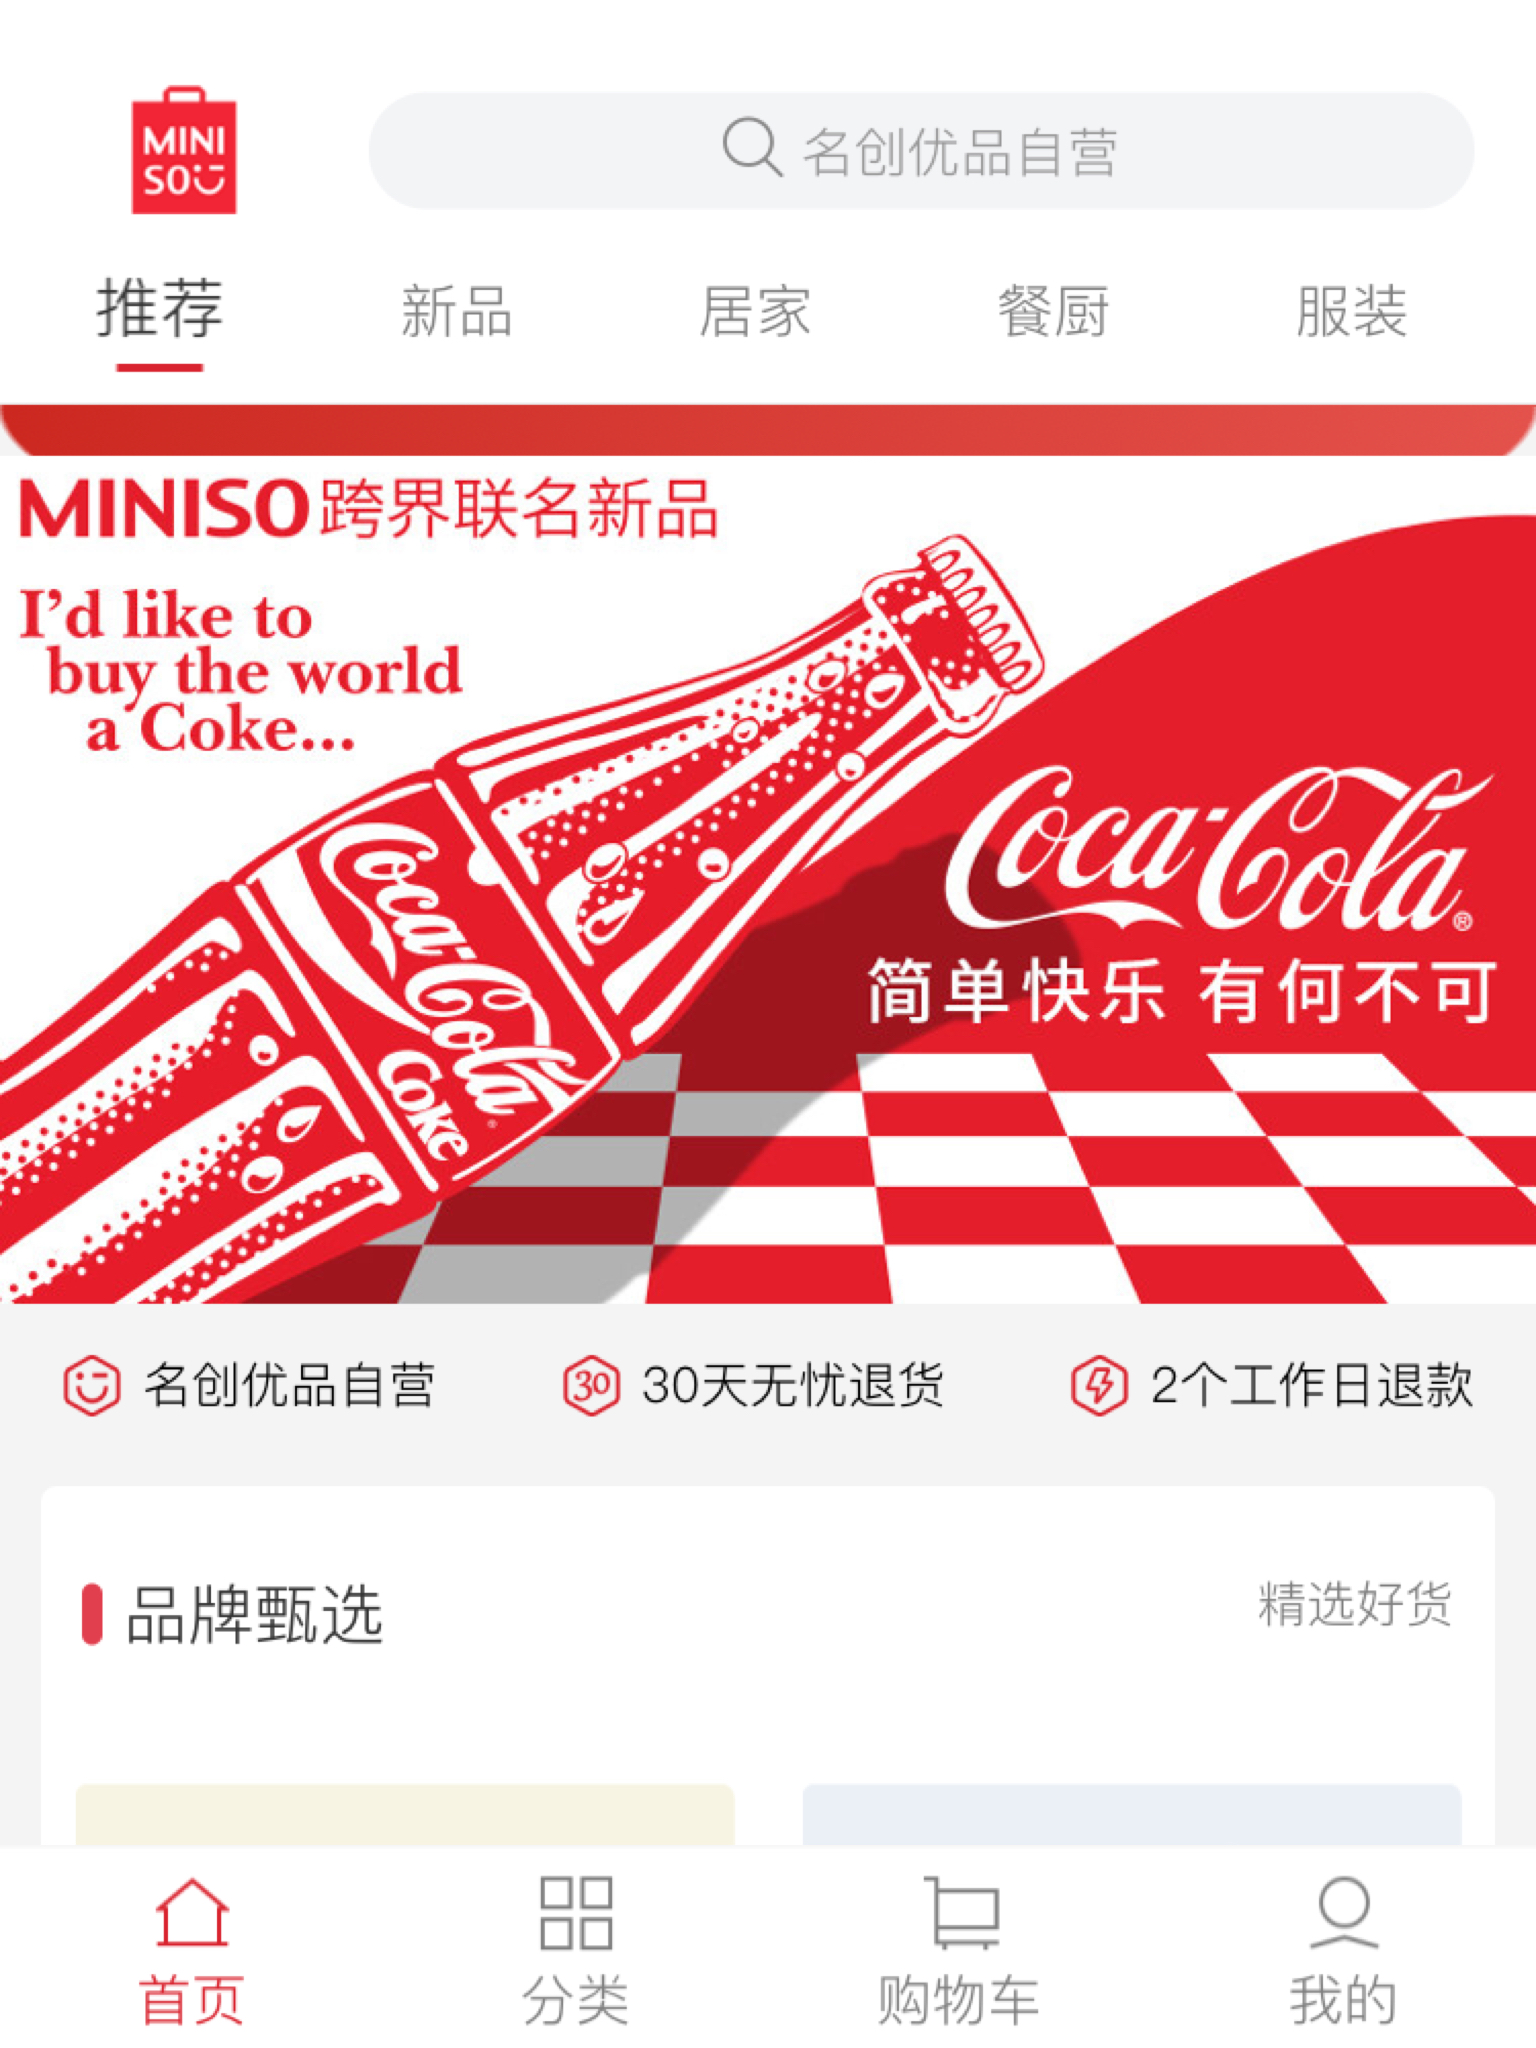 MINI
SO
名创优品自营
推荐 新品 居家 餐厨 服装
MINISO跨界联名新品
I'd like to
buy the world
a Coke...
Coca-Cola
Coke
Coca-Cola®
简单快乐 有何不可
名创优品自营 30 30天无忧退货 2个工作日退款
品牌甄选 精选好货
首页 分类 购物车 我的